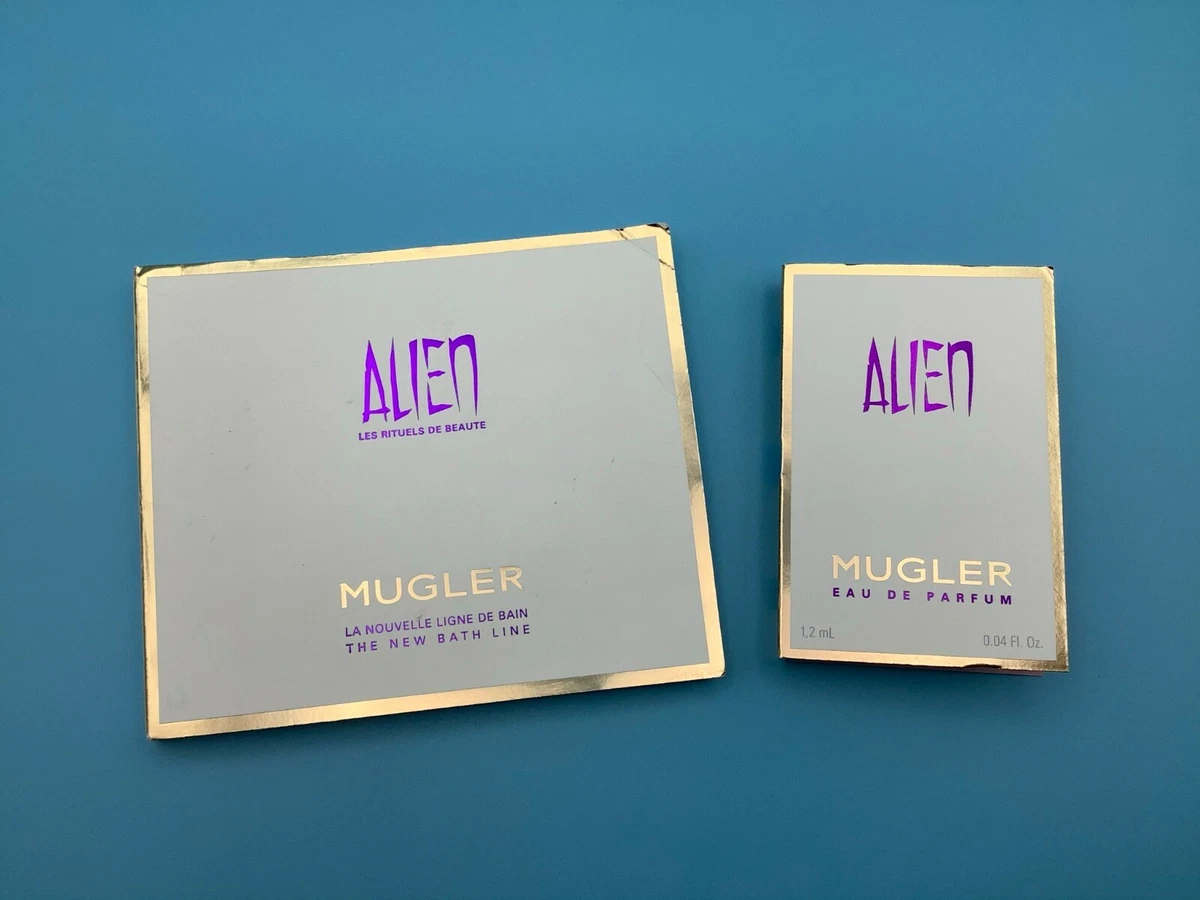 ALIEN
LES RITUELS DE BEAUTE
MUGLER
LA NOUVELLE LIGNE DE BAIN
THE NEW BATH LINE
ALIEN
MUGLER
EAU DE PARFUM
1,2 mL 0.04 Fl. Oz.